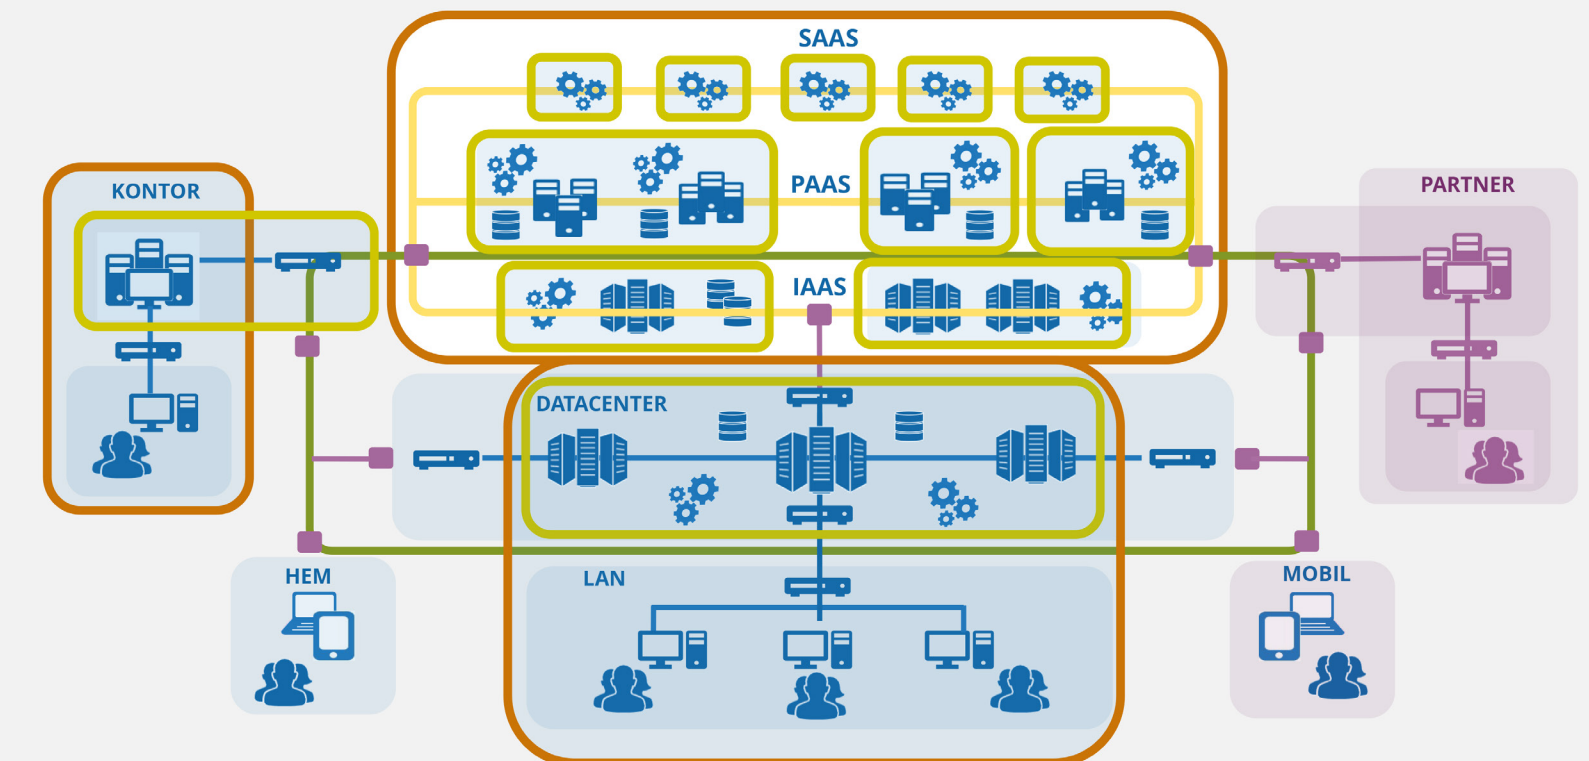 SAAS
KONTOR
PAAS
PARTNER
IAAS
DATACENTER
HEM
LAN
MOBIL